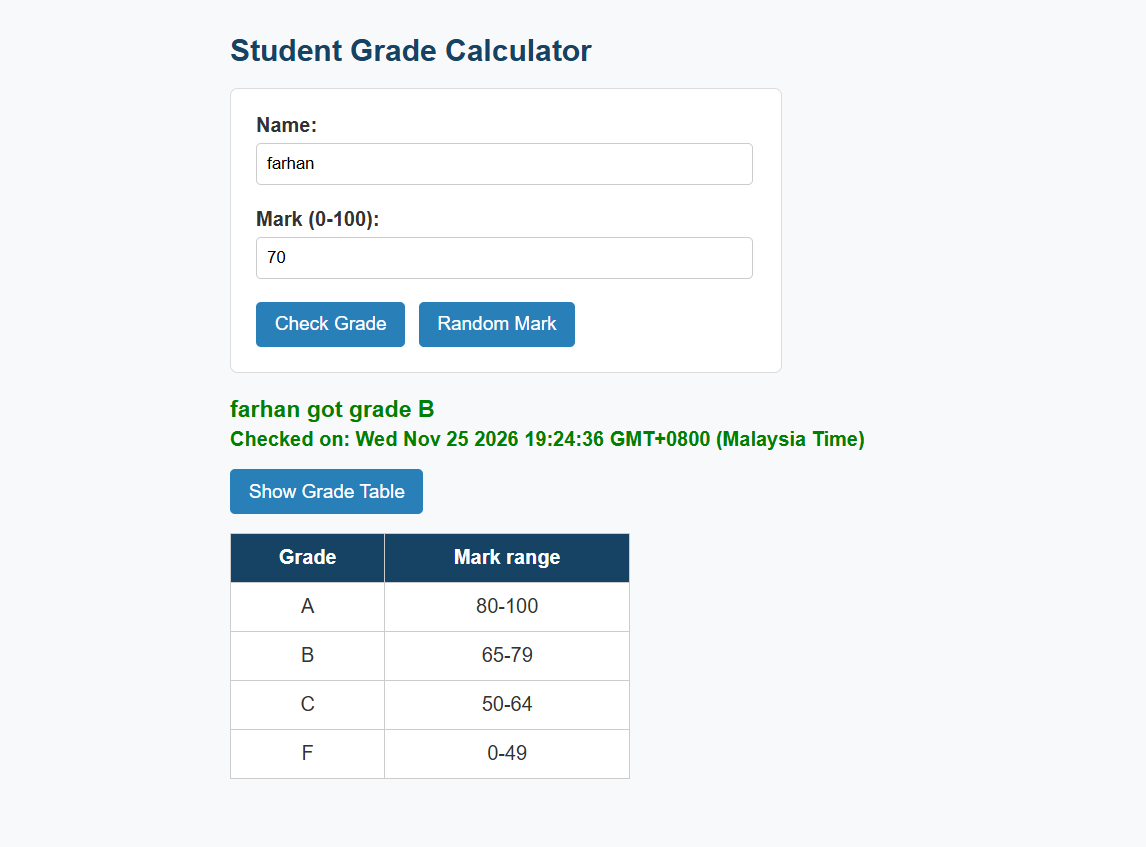 Student Grade Calculator
Name:
farhan
Mark (0-100):
70
Check Grade Random Mark
farhan got grade B
Checked on: Wed Nov 25 2026 19:24:36 GMT+0800 (Malaysia Time)
Show Grade Table
Grade Mark range
A 80-100
B 65-79
C 50-64
F 0-49